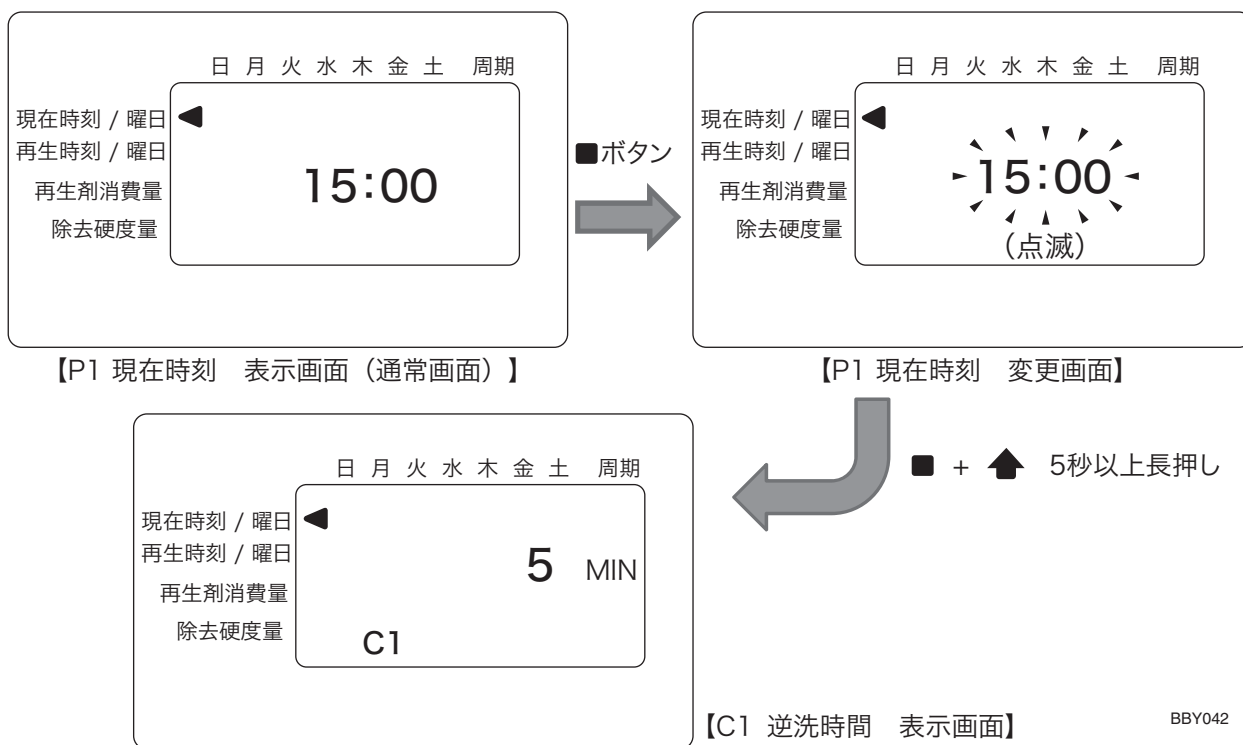 日 月 火 水 木 金 土 周期
現在時刻 / 曜日
再生時刻 / 曜日
再生剤消費量
除去硬度量
15:00
【P1 現在時刻 表示画面（通常画面）】
■ボタン
日 月 火 水 木 金 土 周期
現在時刻 / 曜日
再生時刻 / 曜日
再生剤消費量
除去硬度量
15:00
（点滅）
【P1 現在時刻 変更画面】
■ + ⬆ 5秒以上長押し
日 月 火 水 木 金 土 周期
現在時刻 / 曜日
再生時刻 / 曜日
再生剤消費量
除去硬度量
5 MIN
C1
【C1 逆洗時間 表示画面】
BBY042